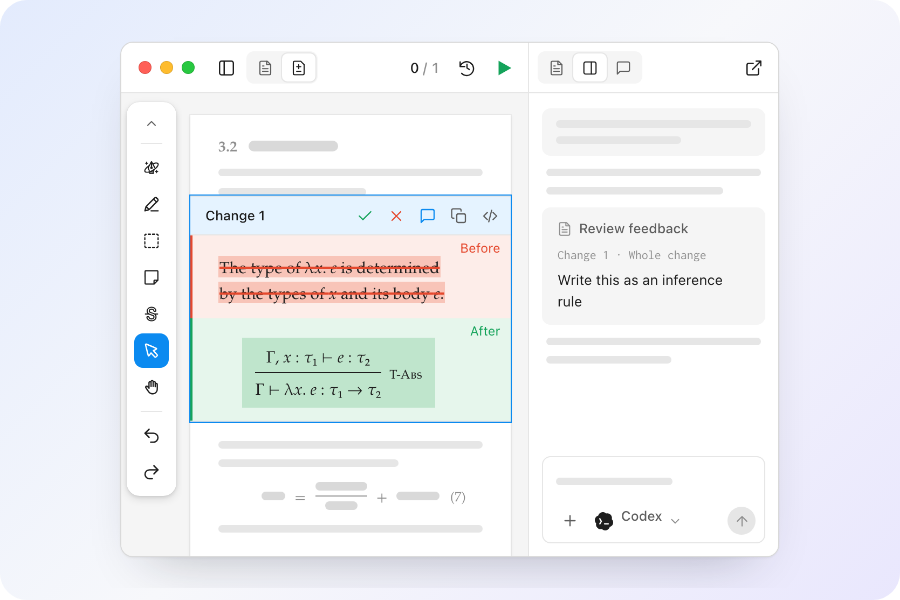 0 / 1
3.2
Change 1
Before
The type of λx. e is determined
by the types of x and its body e.
After
Γ, x : τ₁ ⊢ e : τ₂
Γ ⊢ λx. e : τ₁ → τ₂
T-Abs
= + (7)
Review feedback
Change 1 · Whole change
Write this as an inference
rule
Codex